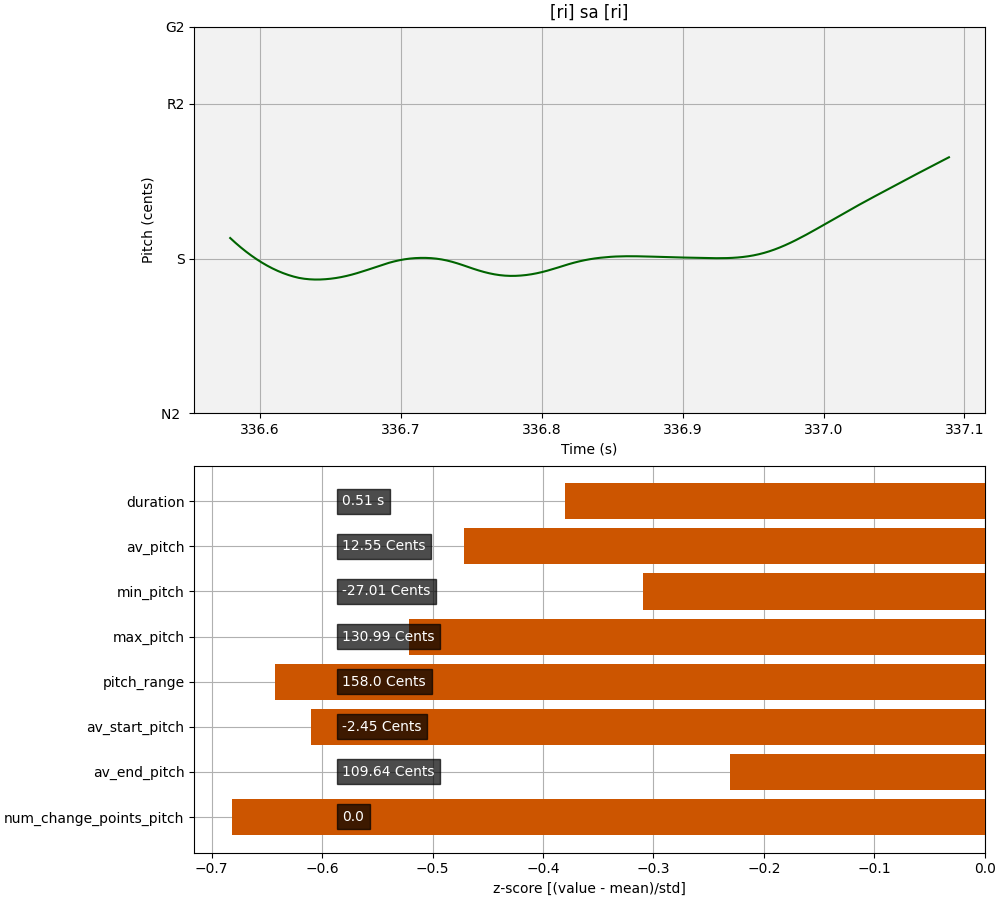 [ri] sa [ri]
G2
R2
S
N2
Pitch (cents)
336.6 336.7 336.8 336.9 337.0 337.1
Time (s)
duration 0.51 s
av_pitch 12.55 Cents
min_pitch -27.01 Cents
max_pitch 130.99 Cents
pitch_range 158.0 Cents
av_start_pitch -2.45 Cents
av_end_pitch 109.64 Cents
num_change_points_pitch 0.0
−0.7 −0.6 −0.5 −0.4 −0.3 −0.2 −0.1 0.0
z-score [(value - mean)/std]